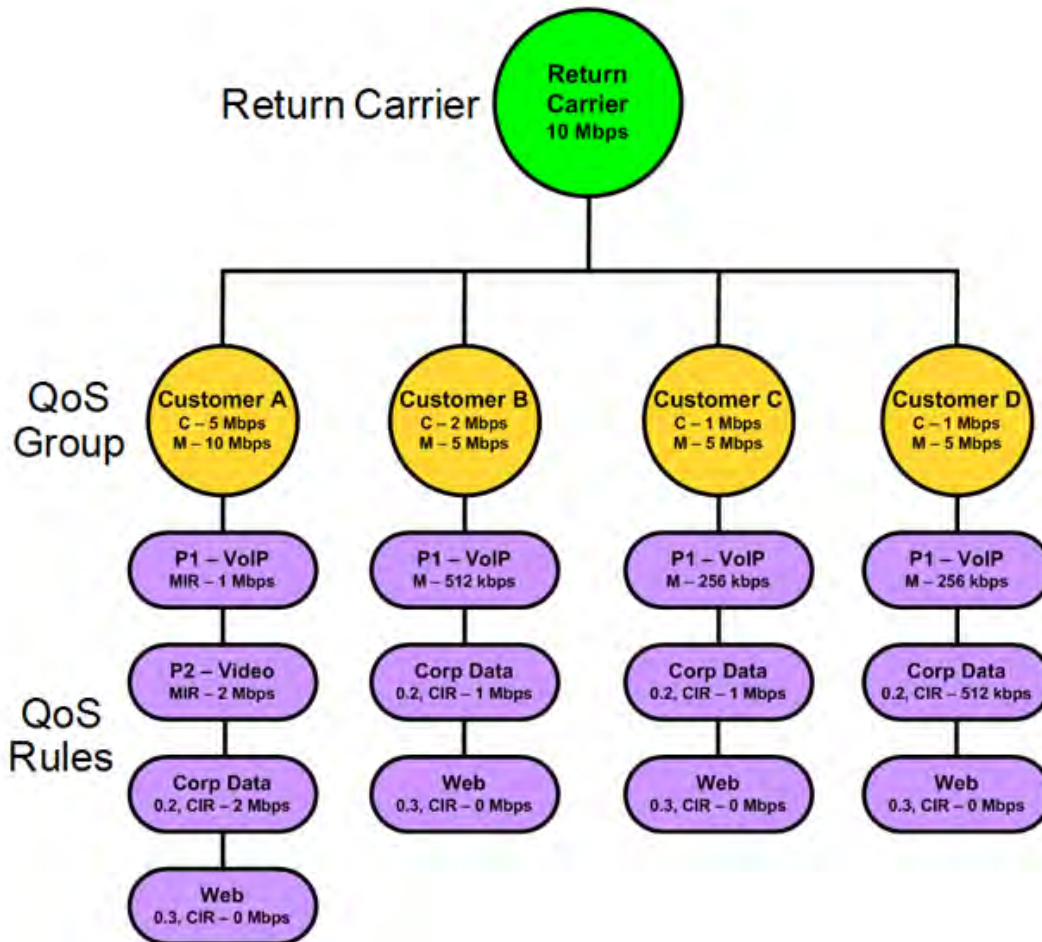 Return
Carrier
10 Mbps
Return Carrier
QoS
Group
Customer A
C – 5 Mbps
M – 10 Mbps
Customer B
C – 2 Mbps
M – 5 Mbps
Customer C
C – 1 Mbps
M – 5 Mbps
Customer D
C – 1 Mbps
M – 5 Mbps
QoS
Rules
P1 – VoIP
MIR – 1 Mbps
P2 – Video
MIR – 2 Mbps
Corp Data
0.2, CIR – 2 Mbps
Web
0.3, CIR – 0 Mbps
P1 – VoIP
M – 512 kbps
Corp Data
0.2, CIR – 1 Mbps
Web
0.3, CIR – 0 Mbps
P1 – VoIP
M – 256 kbps
Corp Data
0.2, CIR – 1 Mbps
Web
0.3, CIR – 0 Mbps
P1 – VoIP
M – 256 kbps
Corp Data
0.2, CIR – 512 kbps
Web
0.3, CIR – 0 Mbps